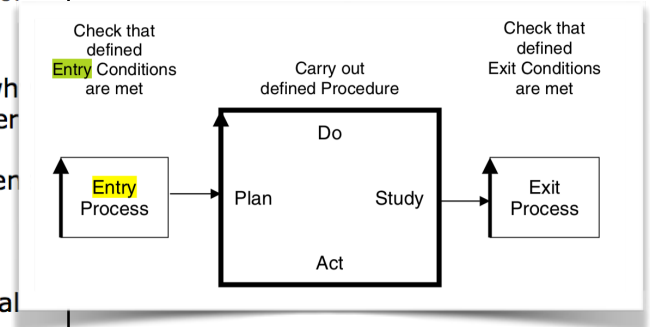 Check that
defined
Entry Conditions
are met
Carry out
defined Procedure
Check that
defined
Exit Conditions
are met
Entry
Process
Plan
Do
Study
Act
Exit
Process